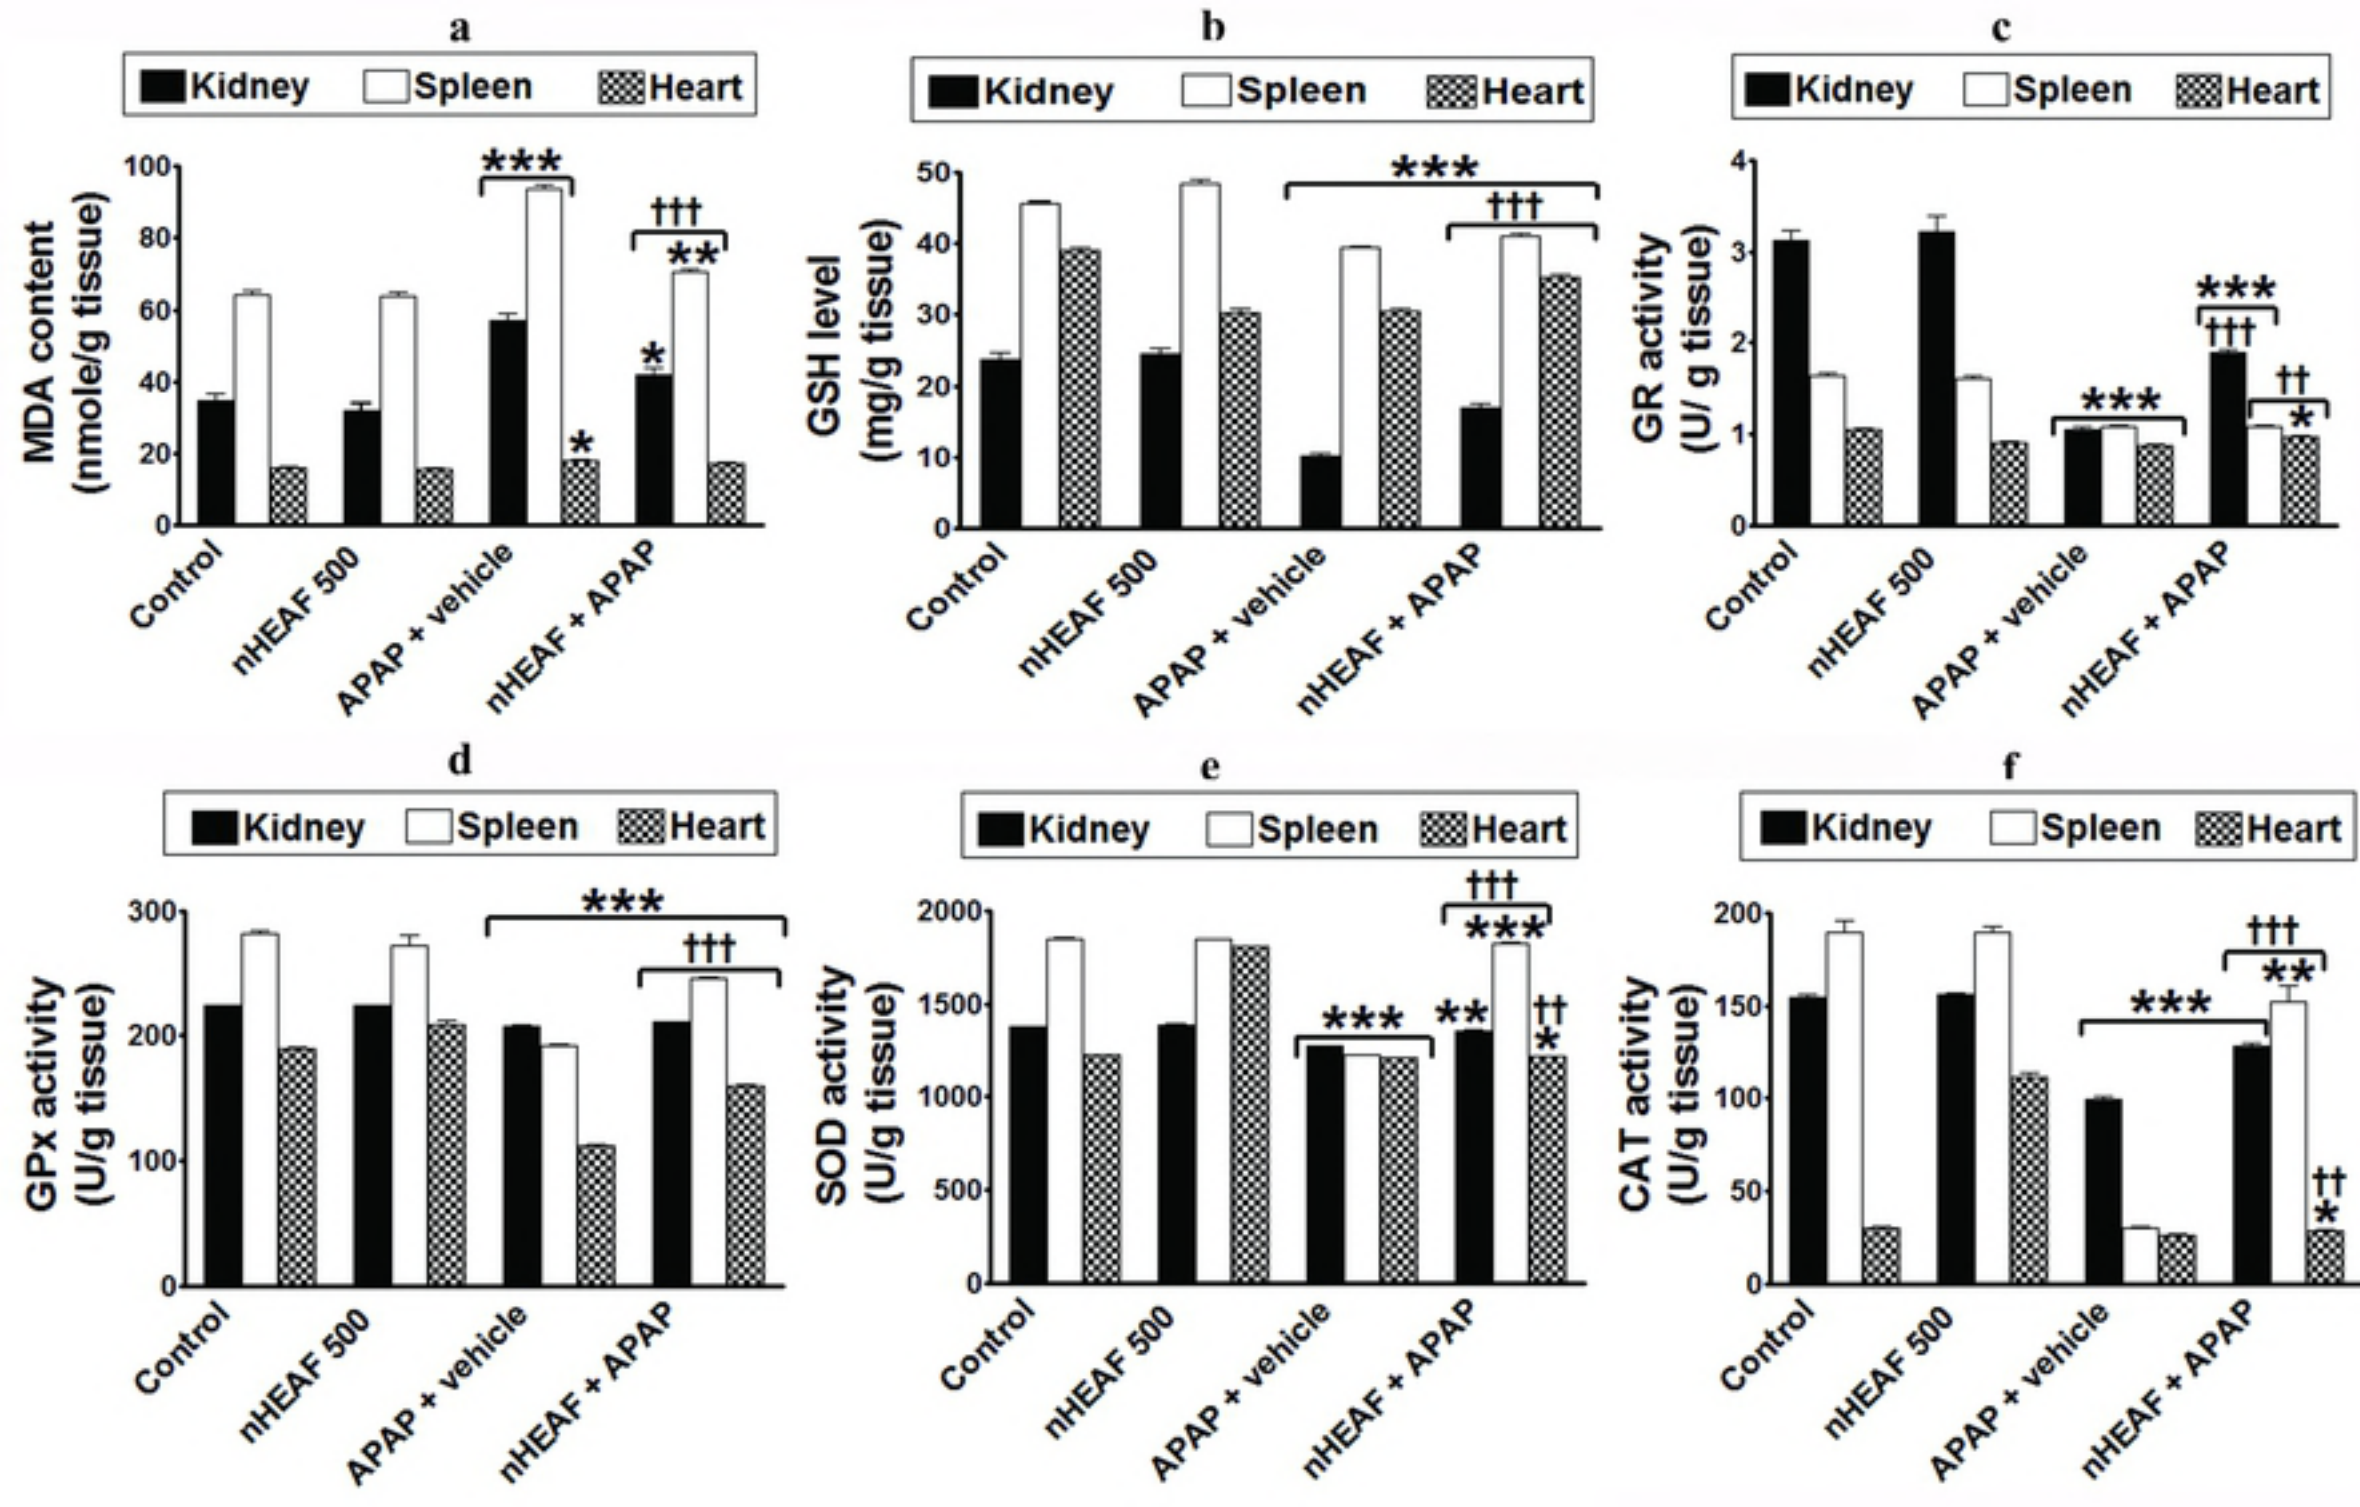 a
Kidney Spleen Heart
MDA content
(nmole/g tissue)
100
80
60
40
20
0
***
*
†††
**
*
Control
nHEAF 500
APAP + vehicle
nHEAF + APAP
b
Kidney Spleen Heart
GSH level
(mg/g tissue)
50
40
30
20
10
0
***
†††
Control
nHEAF 500
APAP + vehicle
nHEAF + APAP
c
Kidney Spleen Heart
GR activity
(U/ g tissue)
4
3
2
1
0
***
***
†††
††
*
Control
nHEAF 500
APAP + vehicle
nHEAF + APAP
d
Kidney Spleen Heart
GPx activity
(U/g tissue)
300
200
100
0
***
†††
Control
nHEAF 500
APAP + vehicle
nHEAF + APAP
e
Kidney Spleen Heart
SOD activity
(U/g tissue)
2000
1500
1000
500
0
***
†††
***
**
††
*
Control
nHEAF 500
APAP + vehicle
nHEAF + APAP
f
Kidney Spleen Heart
CAT activity
(U/g tissue)
200
150
100
50
0
***
†††
**
††
*
Control
nHEAF 500
APAP + vehicle
nHEAF + APAP